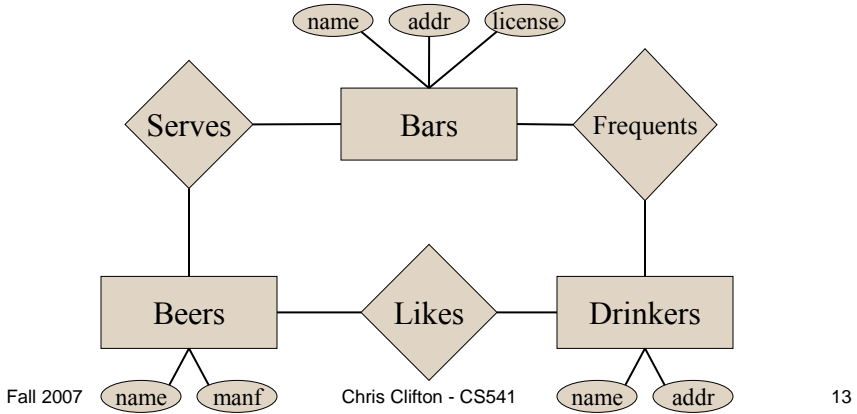 name addr license
Serves Bars Frequents
Beers Likes Drinkers
name manf name addr
Fall 2007 Chris Clifton - CS541 13